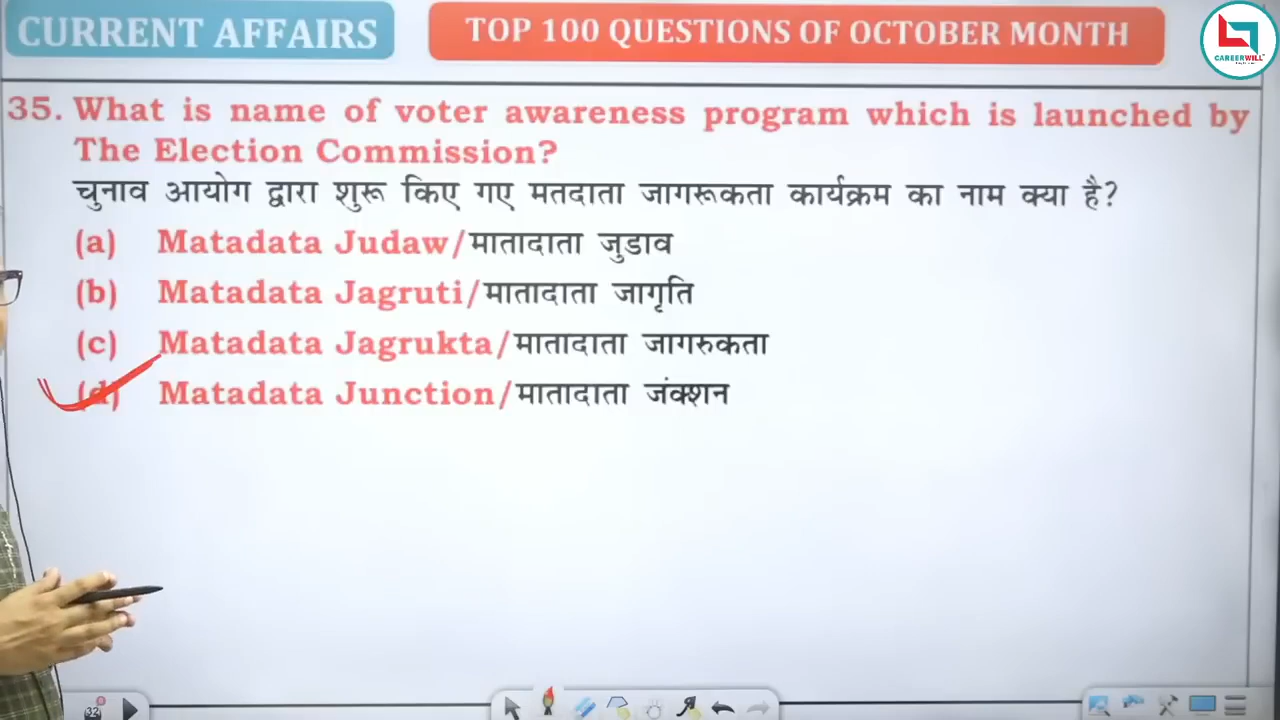 CURRENT AFFAIRS
TOP 100 QUESTIONS OF OCTOBER MONTH
CAREERWILL
35. What is name of voter awareness program which is launched by
The Election Commission?
चुनाव आयोग द्वारा शुरू किए गए मतदाता जागरूकता कार्यक्रम का नाम क्या है?
(a) Matadata Judaw/मातादाता जुडाव
(b) Matadata Jagruti/मातादाता जागृति
(c) Matadata Jagrukta/मातादाता जागरुकता
(d) Matadata Junction/मातादाता जंक्शन
32